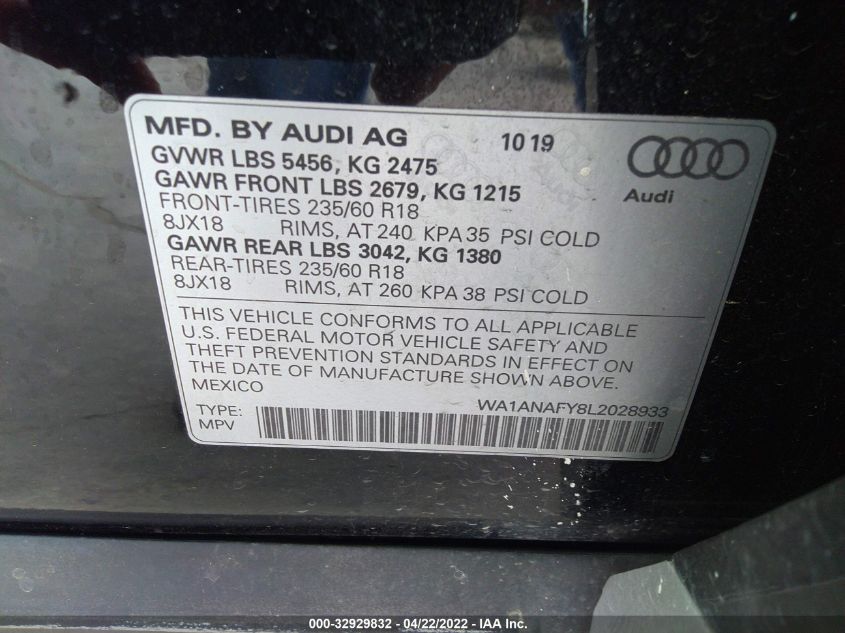 MFD. BY AUDI AG 10 19
GVWR LBS 5456, KG 2475
GAWR FRONT LBS 2679, KG 1215
FRONT-TIRES 235/60 R18
8JX18 RIMS, AT 240 KPA 35 PSI COLD
GAWR REAR LBS 3042, KG 1380
REAR-TIRES 235/60 R18
8JX18 RIMS, AT 260 KPA 38 PSI COLD
Audi
THIS VEHICLE CONFORMS TO ALL APPLICABLE
U.S. FEDERAL MOTOR VEHICLE SAFETY AND
THEFT PREVENTION STANDARDS IN EFFECT ON
THE DATE OF MANUFACTURE SHOWN ABOVE.
MEXICO
WA1ANAFY8L2028933
TYPE:
MPV
000-32929832 - 04/22/2022 - IAA Inc.